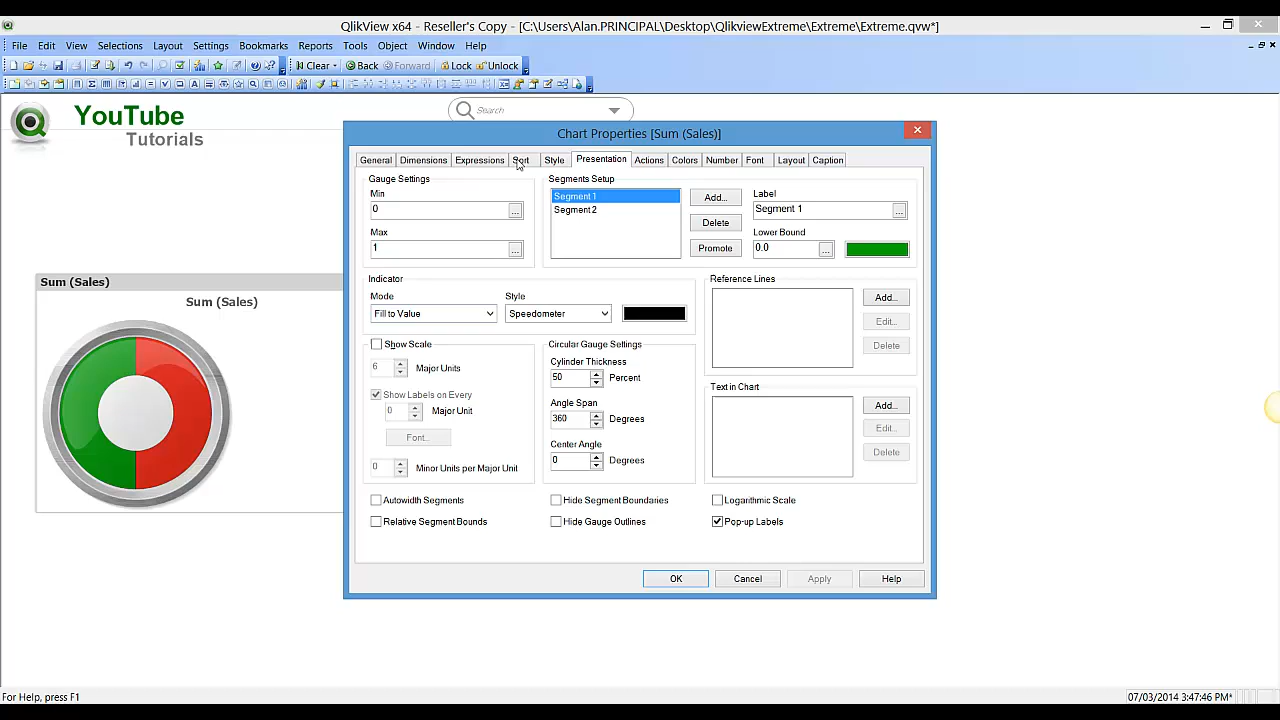 QlikView x64 - Reseller's Copy - [C:\Users\Alan.PRINCIPAL\Desktop\QlikviewExtreme\Extreme\Extreme.qvw*]
File Edit View Selections Layout Settings Bookmarks Reports Tools Object Window Help
Clear Back Forward Lock Unlock
YouTube
Tutorials
Search
Chart Properties [Sum (Sales)]
General Dimensions Expressions Sort Style Presentation Actions Colors Number Font Layout Caption
Gauge Settings
Min
0
...
Max
1
...
Segments Setup
Segment 1
Segment 2
Add...
Delete
Promote
Label
Segment 1
...
Lower Bound
0.0
...
Sum (Sales)
Sum (Sales)
Indicator
Mode
Fill to Value
Style
Speedometer
Reference Lines
Add...
Edit...
Delete
Show Scale
6 Major Units
Show Labels on Every
0 Major Unit
Font...
0 Minor Units per Major Unit
Circular Gauge Settings
Cylinder Thickness
50 Percent
Angle Span
360 Degrees
Center Angle
0 Degrees
Text in Chart
Add...
Edit...
Delete
Autowidth Segments
Hide Segment Boundaries
Logarithmic Scale
Relative Segment Bounds
Hide Gauge Outlines
Pop-up Labels
OK Cancel Apply Help
For Help, press F1
07/03/2014 3:47:46 PM*